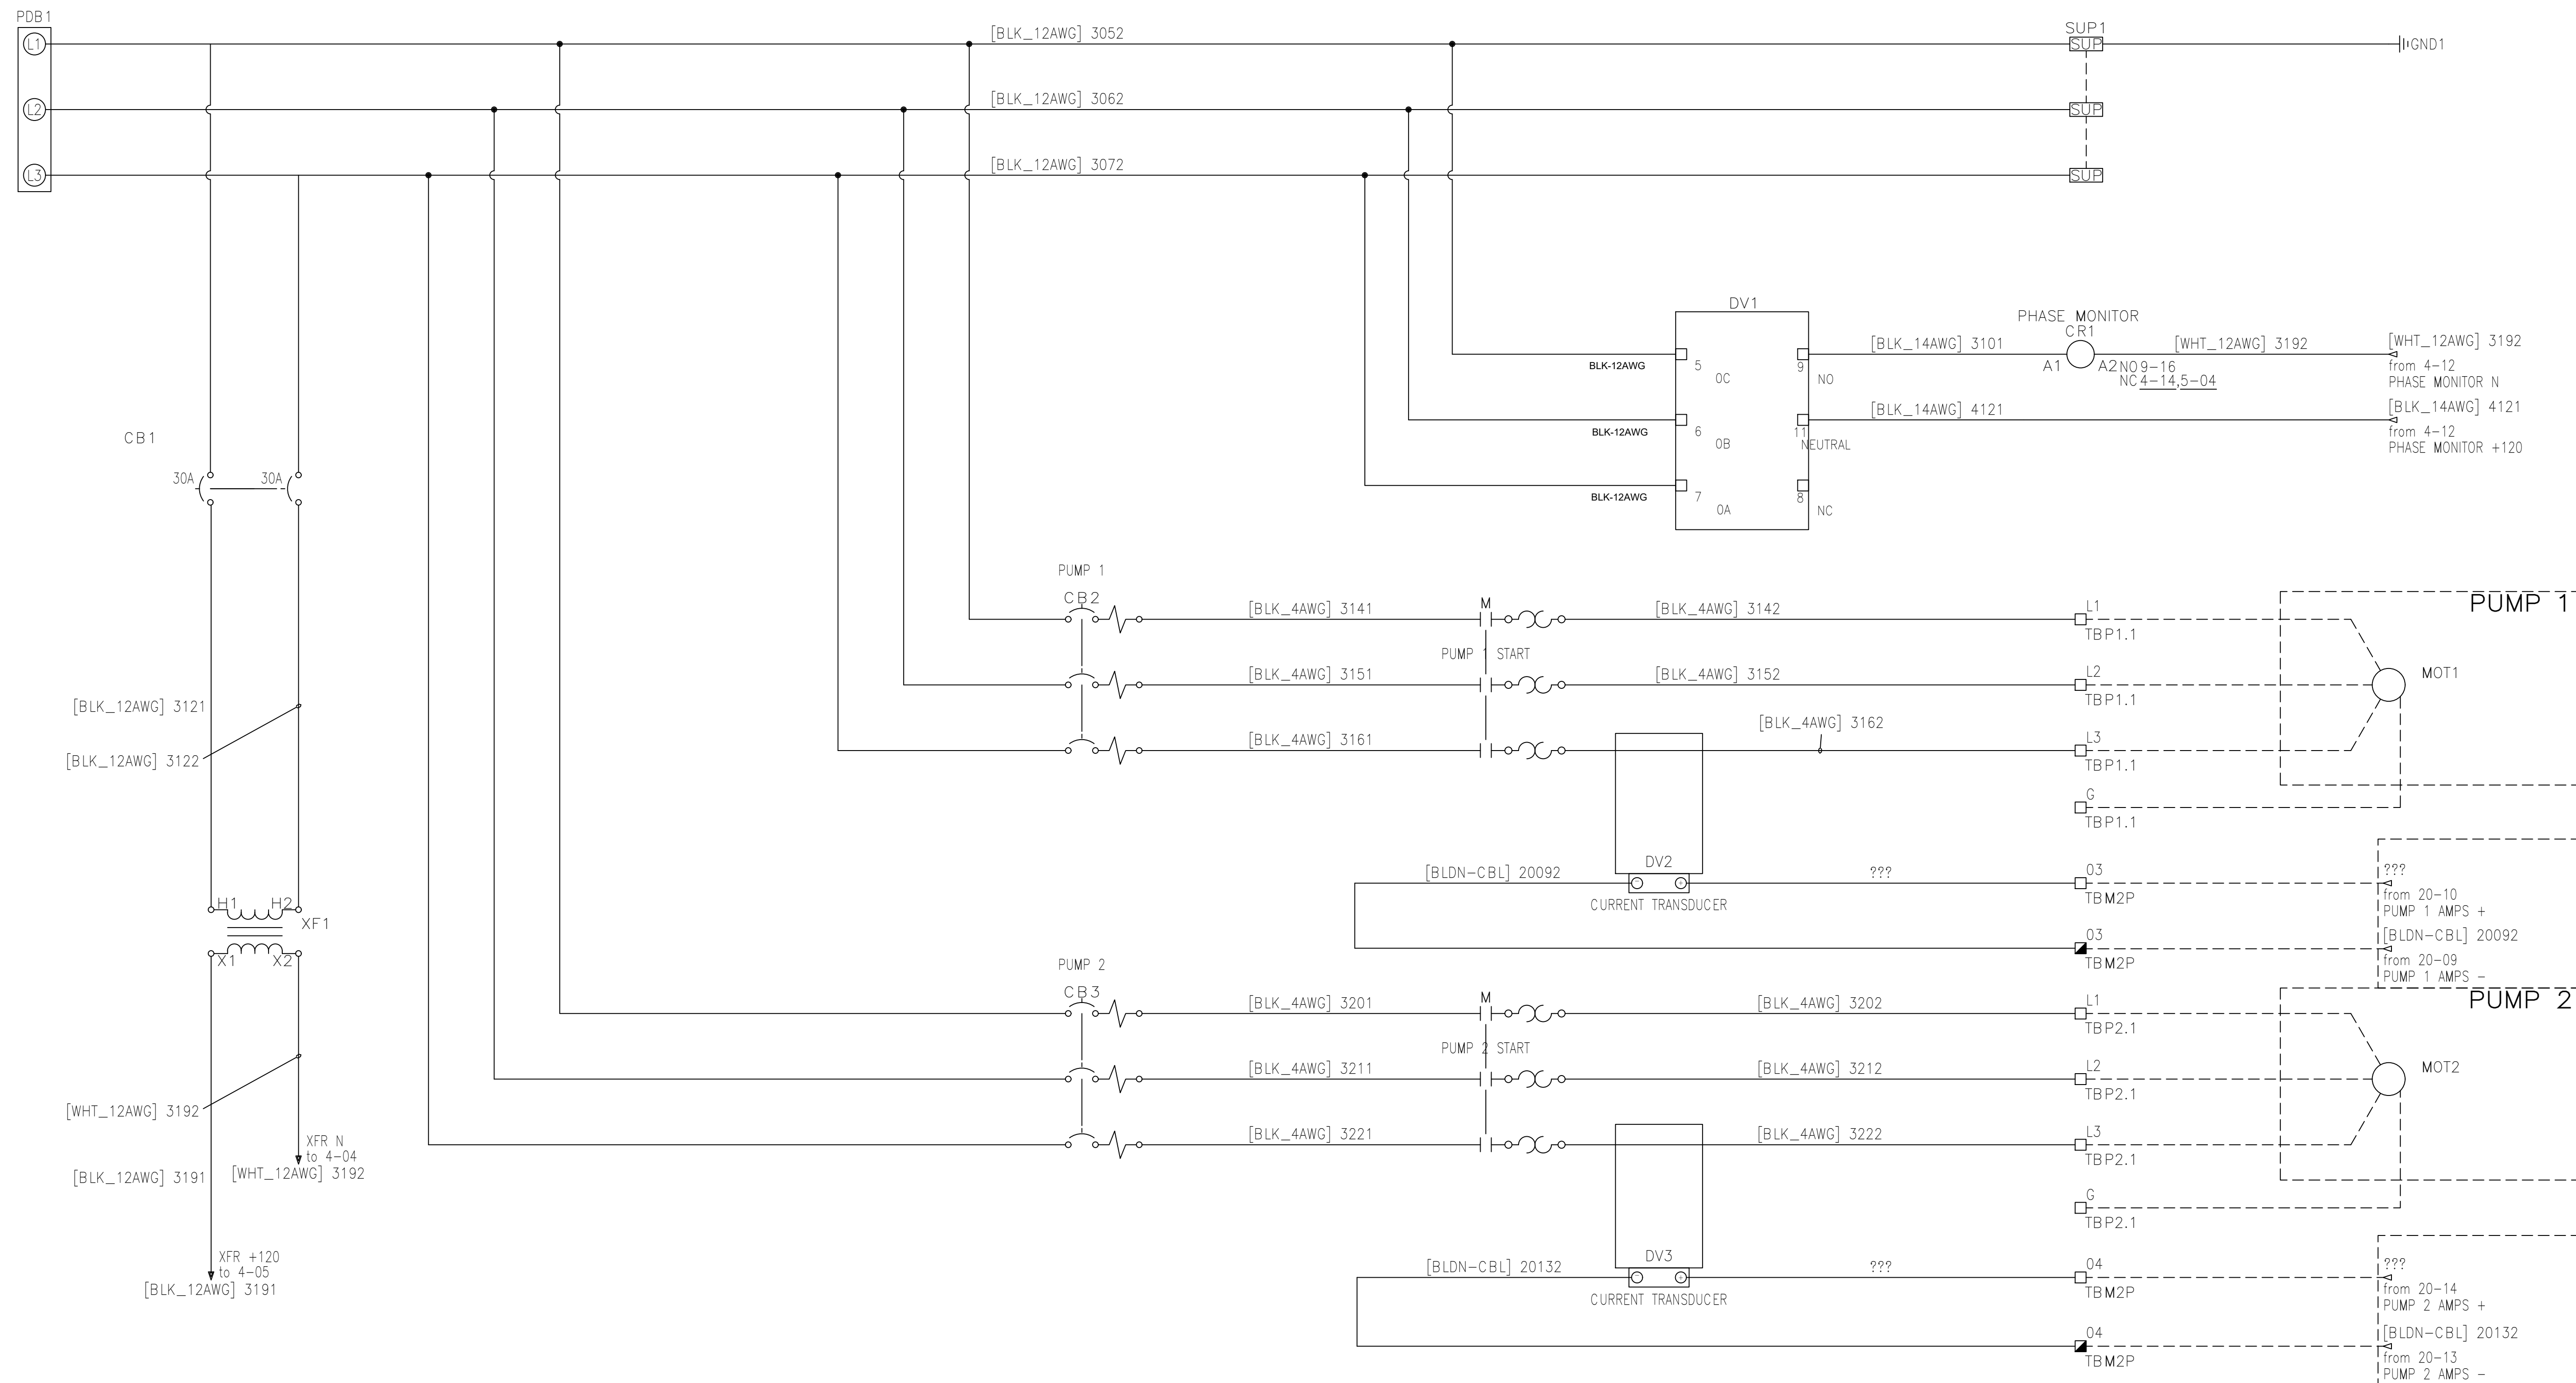 PDB1
L1
L2
L3
[BLK_12AWG] 3052
[BLK_12AWG] 3062
[BLK_12AWG] 3072
SUP1
SUP
SUP
SUP
GND1
CB1
30A
30A
[BLK_12AWG] 3121
[BLK_12AWG] 3122
H1
H2
XF1
X1
X2
[WHT_12AWG] 3192
[BLK_12AWG] 3191
XFR N
to 4-04
[WHT_12AWG] 3192
XFR +120
to 4-05
[BLK_12AWG] 3191
DV1
BLK-12AWG
5
0C
9
NO
BLK-12AWG
6
0B
11
NEUTRAL
BLK-12AWG
7
0A
8
NC
[BLK_14AWG] 3101
PHASE MONITOR
CR1
A1
A2
NO 9-16
NC 4-14,5-04
[WHT_12AWG] 3192
[WHT_12AWG] 3192
from 4-12
PHASE MONITOR N
[BLK_14AWG] 4121
[BLK_14AWG] 4121
from 4-12
PHASE MONITOR +120
PUMP 1
CB2
[BLK_4AWG] 3141
M
[BLK_4AWG] 3142
L1
TBP1.1
PUMP 1
PUMP 1 START
[BLK_4AWG] 3151
[BLK_4AWG] 3152
L2
TBP1.1
MOT1
[BLK_4AWG] 3161
[BLK_4AWG] 3162
L3
TBP1.1
G
TBP1.1
DV2
[BLDN-CBL] 20092
- +
CURRENT TRANSDUCER
???
03
TBM2P
???
from 20-10
PUMP 1 AMPS +
03
TBM2P
[BLDN-CBL] 20092
from 20-09
PUMP 1 AMPS -
PUMP 2
CB3
[BLK_4AWG] 3201
M
[BLK_4AWG] 3202
L1
TBP2.1
PUMP 2
PUMP 2 START
[BLK_4AWG] 3211
[BLK_4AWG] 3212
L2
TBP2.1
MOT2
[BLK_4AWG] 3221
[BLK_4AWG] 3222
L3
TBP2.1
G
TBP2.1
DV3
[BLDN-CBL] 20132
- +
CURRENT TRANSDUCER
???
04
TBM2P
???
from 20-14
PUMP 2 AMPS +
04
TBM2P
[BLDN-CBL] 20132
from 20-13
PUMP 2 AMPS -